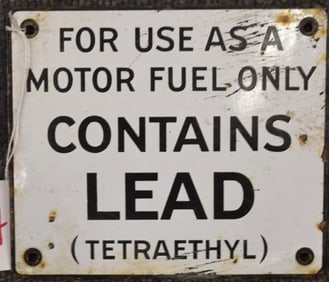 FOR USE AS A
MOTOR FUEL ONLY
CONTAINS
LEAD
(TETRAETHYL)